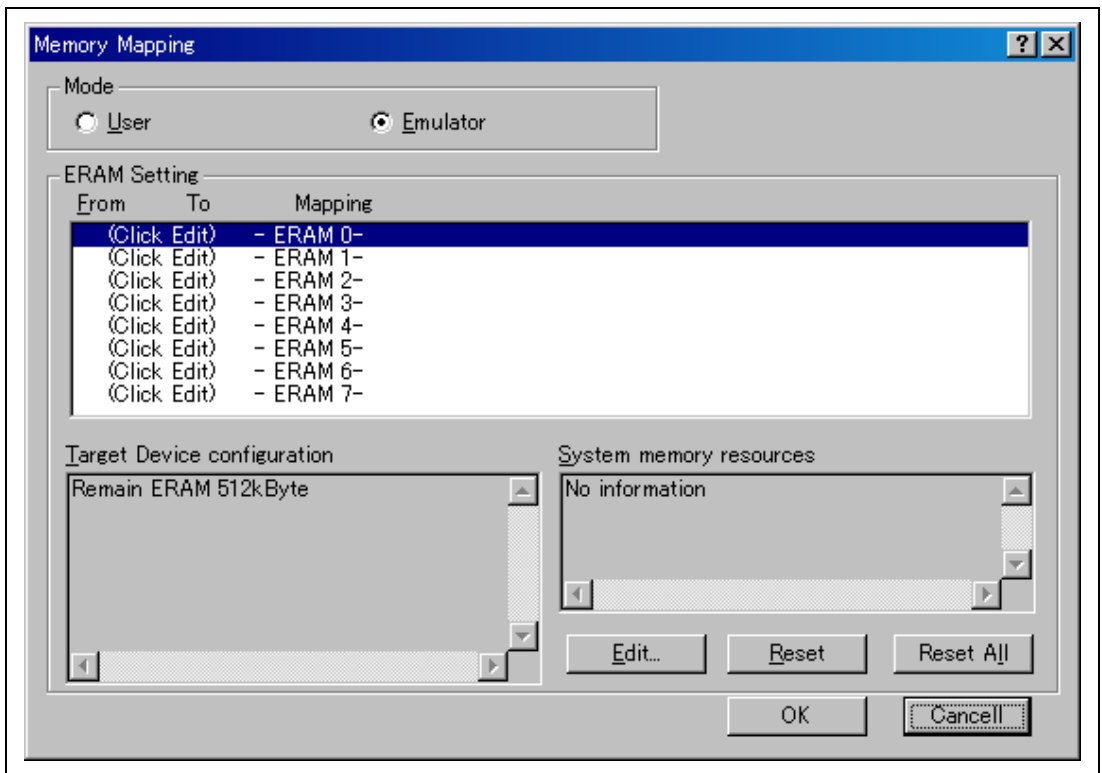 Memory Mapping
Mode
User Emulator
ERAM Setting
From To Mapping
(Click Edit) - ERAM 0-
(Click Edit) - ERAM 1-
(Click Edit) - ERAM 2-
(Click Edit) - ERAM 3-
(Click Edit) - ERAM 4-
(Click Edit) - ERAM 5-
(Click Edit) - ERAM 6-
(Click Edit) - ERAM 7-
Target Device configuration
Remain ERAM 512kByte
System memory resources
No information
Edit... Reset Reset All
OK Cancell